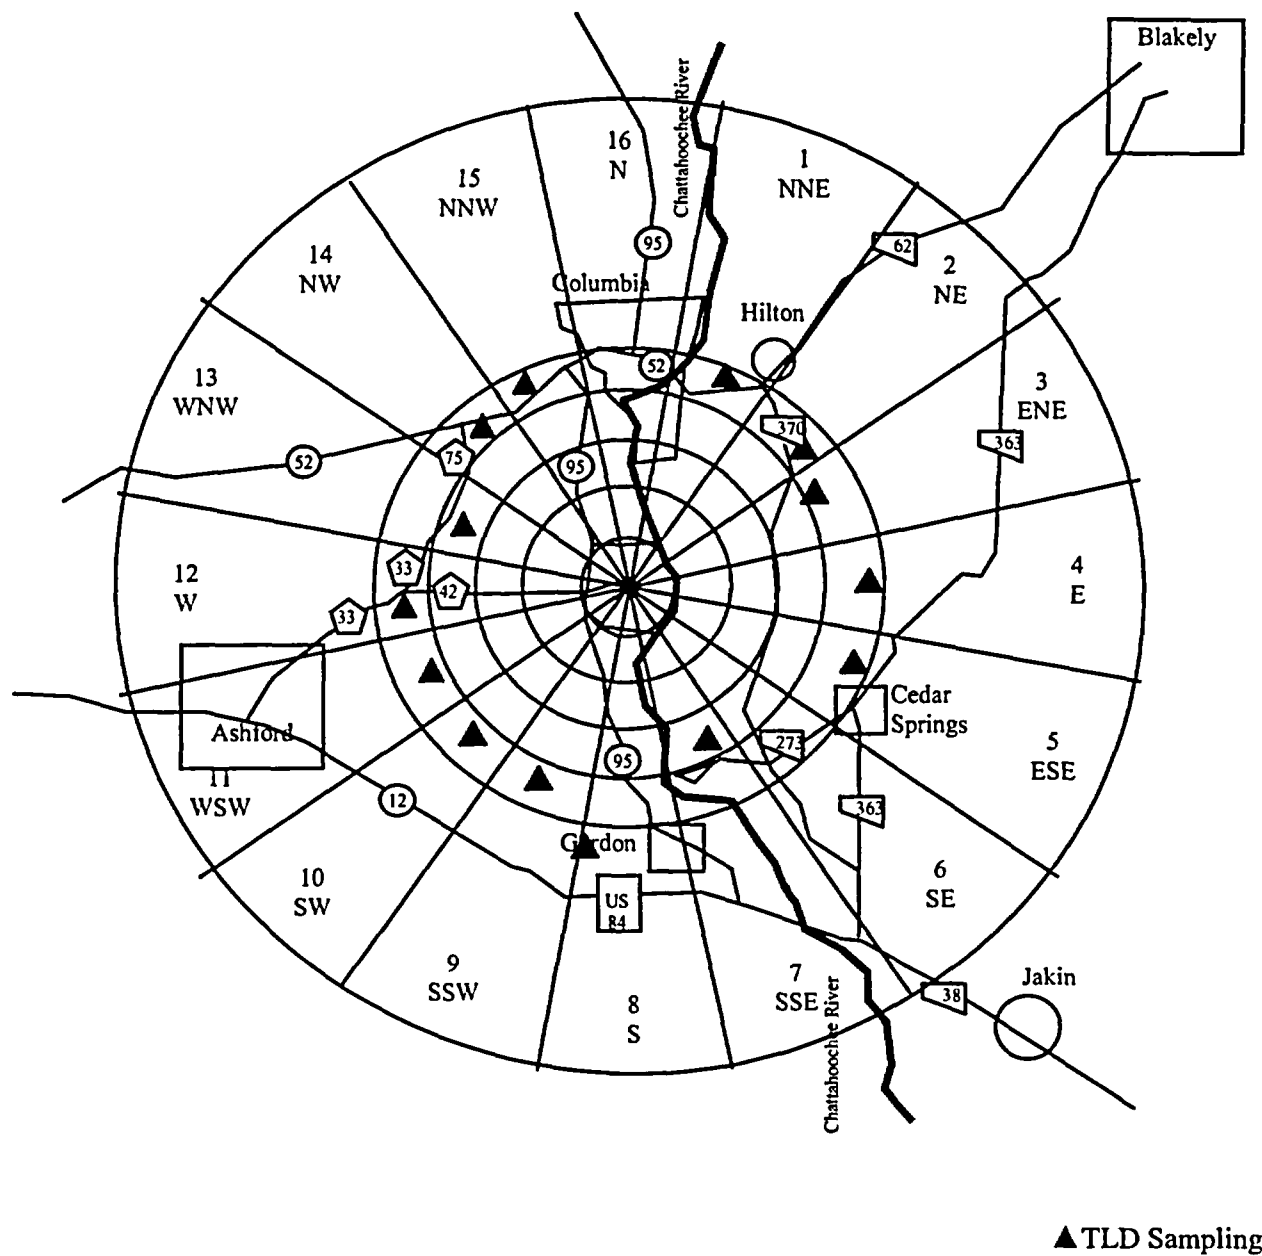 Blakely
Chattahoochee River
16
N
1
NNE
15
NNW
95
62
14
NW
2
NE
Columbia
Hilton
52
13
WNW
3
ENE
370
363
75
52
95
33
42
12
W
4
E
33
Cedar
Springs
Ashford
11
WSW
273
5
ESE
95
12
363
Gordon
10
SW
6
SE
US
84
9
SSW
7
SSE
8
S
38
Jakin
Chattahoochee River
TLD Sampling